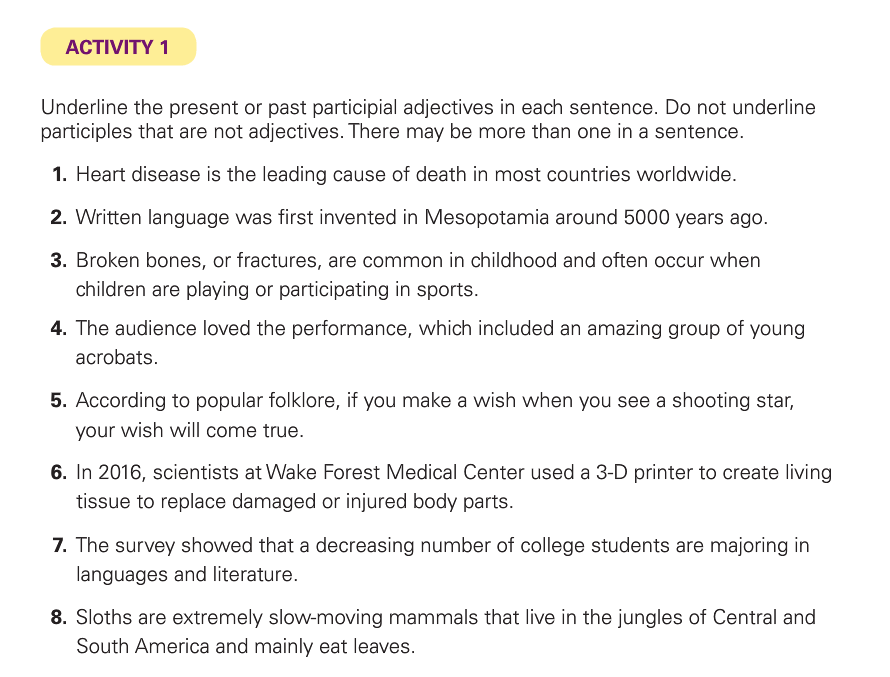 ACTIVITY 1
Underline the present or past participial adjectives in each sentence. Do not underline
participles that are not adjectives. There may be more than one in a sentence.
1. Heart disease is the leading cause of death in most countries worldwide.
2. Written language was first invented in Mesopotamia around 5000 years ago.
3. Broken bones, or fractures, are common in childhood and often occur when
children are playing or participating in sports.
4. The audience loved the performance, which included an amazing group of young
acrobats.
5. According to popular folklore, if you make a wish when you see a shooting star,
your wish will come true.
6. In 2016, scientists at Wake Forest Medical Center used a 3-D printer to create living
tissue to replace damaged or injured body parts.
7. The survey showed that a decreasing number of college students are majoring in
languages and literature.
8. Sloths are extremely slow-moving mammals that live in the jungles of Central and
South America and mainly eat leaves.